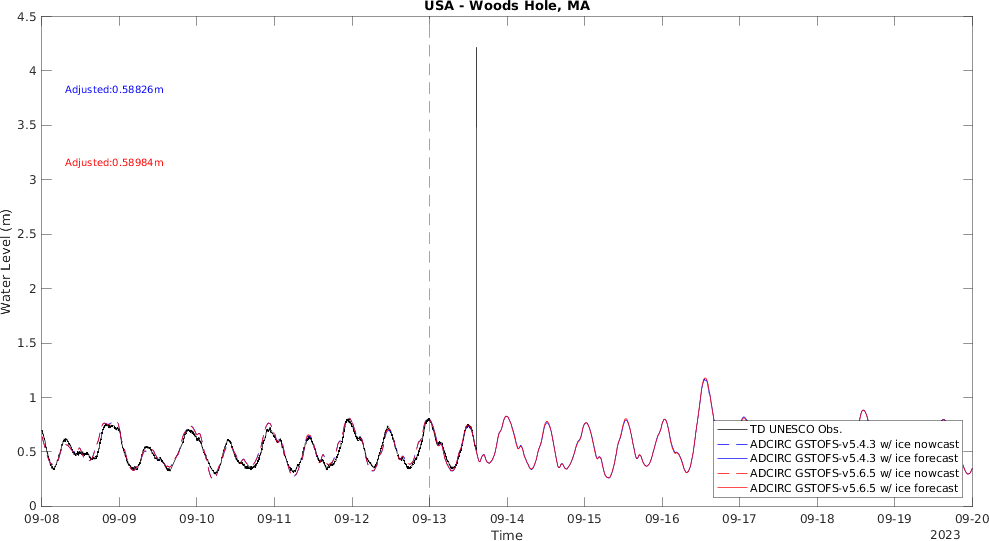 USA - Woods Hole, MA
4.5
4
3.5
3
2.5
2
1.5
1
0.5
0
Water Level (m)
Adjusted:0.58826m
Adjusted:0.58984m
TD UNESCO Obs.
ADCIRC GSTOFS-v5.4.3 w/ ice nowcast
ADCIRC GSTOFS-v5.4.3 w/ ice forecast
ADCIRC GSTOFS-v5.6.5 w/ ice nowcast
ADCIRC GSTOFS-v5.6.5 w/ ice forecast
09-08 09-09 09-10 09-11 09-12 09-13 09-14 09-15 09-16 09-17 09-18 09-19 09-20
2023
Time